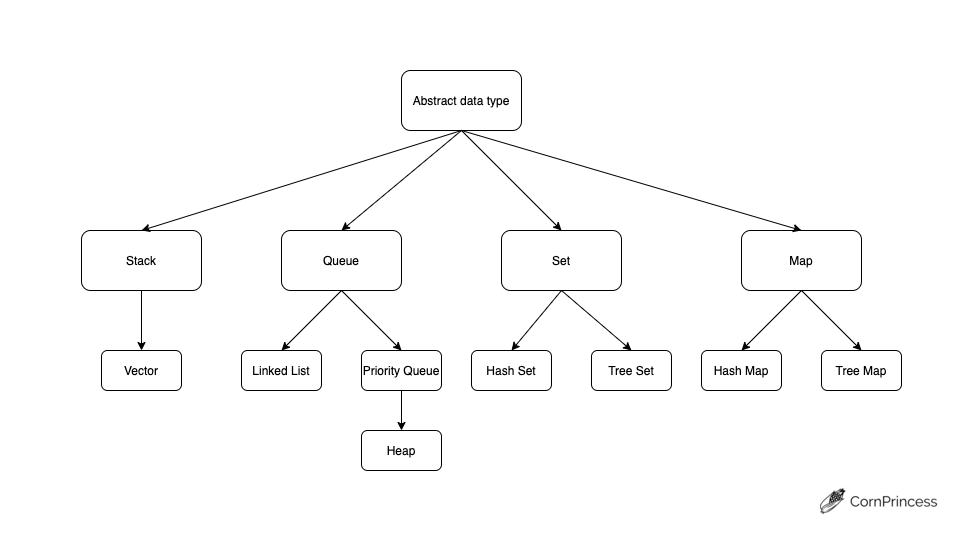 Abstract data type
Stack
Queue
Set
Map
Vector
Linked List
Priority Queue
Hash Set
Tree Set
Hash Map
Tree Map
Heap
CornPrincess